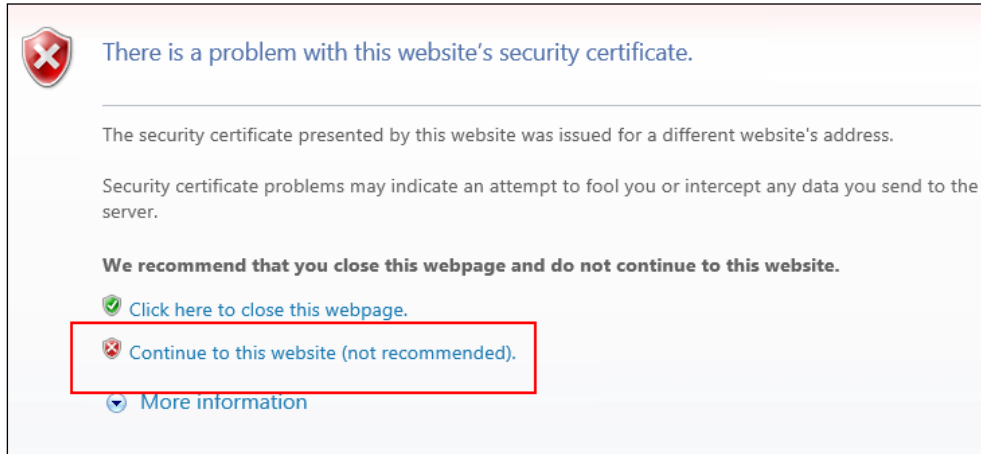 There is a problem with this website's security certificate.
The security certificate presented by this website was issued for a different website's address.
Security certificate problems may indicate an attempt to fool you or intercept any data you send to the
server.
We recommend that you close this webpage and do not continue to this website.
Click here to close this webpage.
Continue to this website (not recommended).
More information